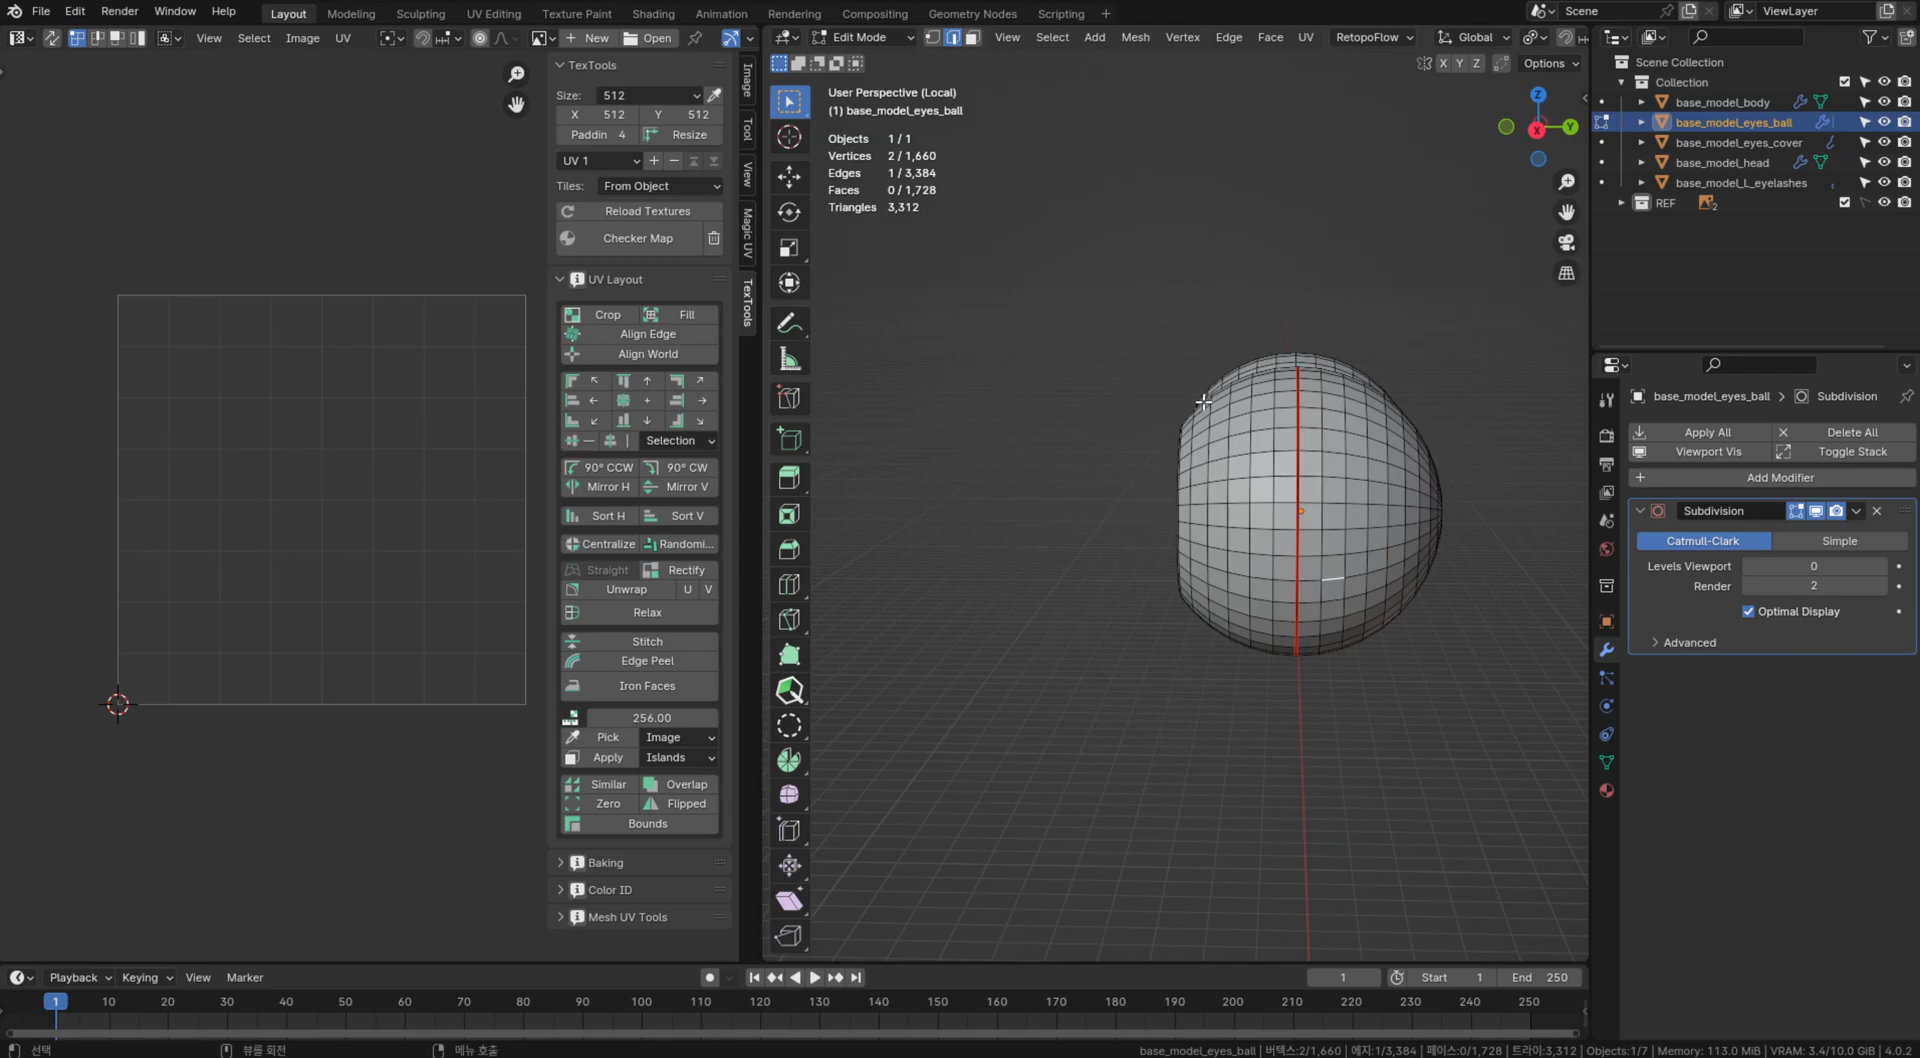 File Edit Render Window Help Layout Modeling Sculpting UV Editing Texture Paint Shading Animation Rendering Compositing Geometry Nodes Scripting + Scene ViewLayer
View Select Image UV New Open Edit Mode View Select Add Mesh Vertex Edge Face UV RetopoFlow Global
X Y Z Options
TexTools
Size: 512
X 512 Y 512
Paddin 4 Resize
UV 1
Tiles: From Object
Reload Textures
Checker Map
UV Layout
Crop Fill
Align Edge
Align World
Selection
90° CCW 90° CW
Mirror H Mirror V
Sort H Sort V
Centralize Randomi...
Straight Rectify
Unwrap U V
Relax
Stitch
Edge Peel
Iron Faces
256.00
Pick Image
Apply Islands
Similar Overlap
Zero Flipped
Bounds
Baking
Color ID
Mesh UV Tools
Image
Tool
View
Magic UV
TexTools
User Perspective (Local)
(1) base_model_eyes_ball
Objects 1 / 1
Vertices 2 / 1,660
Edges 1 / 3,384
Faces 0 / 1,728
Triangles 3,312
Z
X
Y
Scene Collection
Collection
base_model_body
base_model_eyes_ball
base_model_eyes_cover
base_model_head
base_model_L_eyelashes
REF 2
base_model_eyes_ball > Subdivision
Apply All Delete All
Viewport Vis Toggle Stack
Add Modifier
Subdivision
Catmull-Clark Simple
Levels Viewport 0
Render 2
Optimal Display
Advanced
Playback Keying View Marker 1 Start 1 End 250
1 10 20 30 40 50 60 70 80 90 100 110 120 130 140 150 160 170 180 190 200 210 220 230 240 250
선택 뷰를 회전 메뉴 호출 base_model_eyes_ball | 버텍스:2/1,660 | 에지:1/3,384 | 페이스:0/1,728 | 트라이:3,312 | Objects:1/7 | Memory: 113.0 MiB | VRAM: 3.4/10.0 GiB | 4.0.2